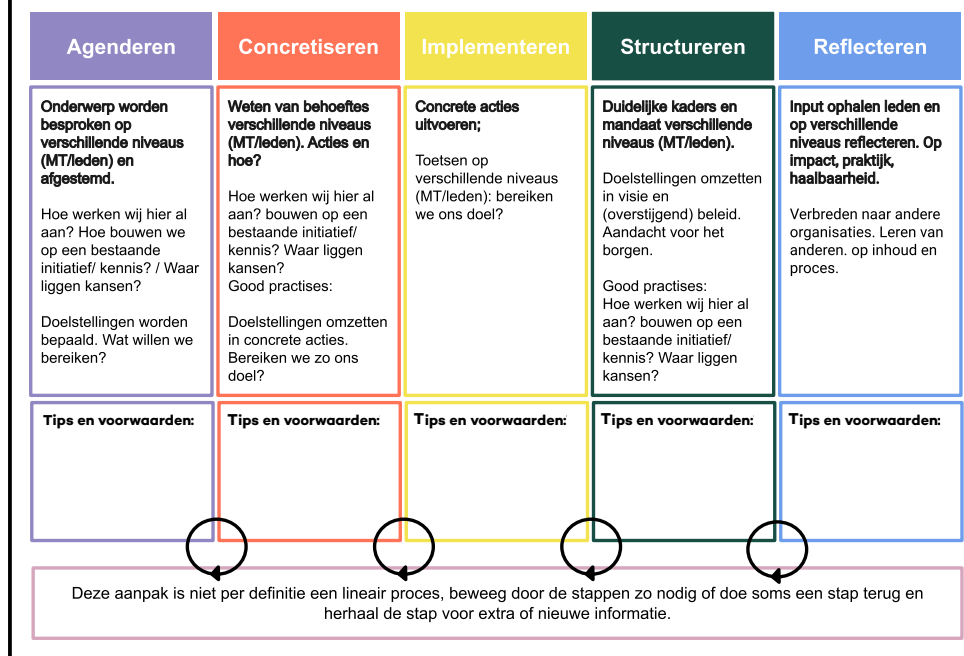 Agenderen
Concretiseren
Implementeren
Structureren
Reflecteren
Onderwerp worden
besproken op
verschillende niveaus
(MT/leden) en
afgestemd.
Hoe werken wij hier al
aan? Hoe bouwen we
op een bestaande
initiatief/ kennis? / Waar
liggen kansen?
Doelstellingen worden
bepaald. Wat willen we
bereiken?
Weten van behoeftes
verschillende niveaus
(MT/leden). Acties en
hoe?
Hoe werken wij hier al
aan? bouwen op een
bestaande initiatief/
kennis? Waar liggen
kansen?
Good practises:
Doelstellingen omzetten
in concrete acties.
Bereiken we zo ons
doel?
Concrete acties
uitvoeren;
Toetsen op
verschillende niveaus
(MT/leden): bereiken
we ons doel?
Duidelijke kaders en
mandaat verschillende
niveaus (MT/leden).
Doelstellingen omzetten
in visie en
(overstijgend) beleid.
Aandacht voor het
borgen.
Good practises:
Hoe werken wij hier al
aan? bouwen op een
bestaande initiatief/
kennis? Waar liggen
kansen?
Input ophalen leden en
op verschillende
niveaus reflecteren. Op
impact, praktijk,
haalbaarheid.
Verbreden naar andere
organisaties. Leren van
anderen. op inhoud en
proces.
Tips en voorwaarden:
Tips en voorwaarden:
Tips en voorwaarden:
Tips en voorwaarden:
Tips en voorwaarden:
Deze aanpak is niet per definitie een lineair proces, beweeg door de stappen zo nodig of doe soms een stap terug en
herhaal de stap voor extra of nieuwe informatie.